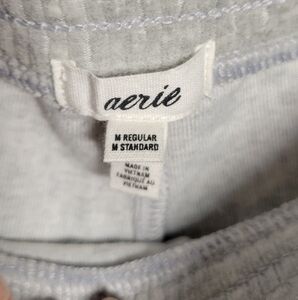 aerie
M REGULAR
M STANDARD
MADE IN
VIETNAM
FABRIQUÉ AU
VIETNAM